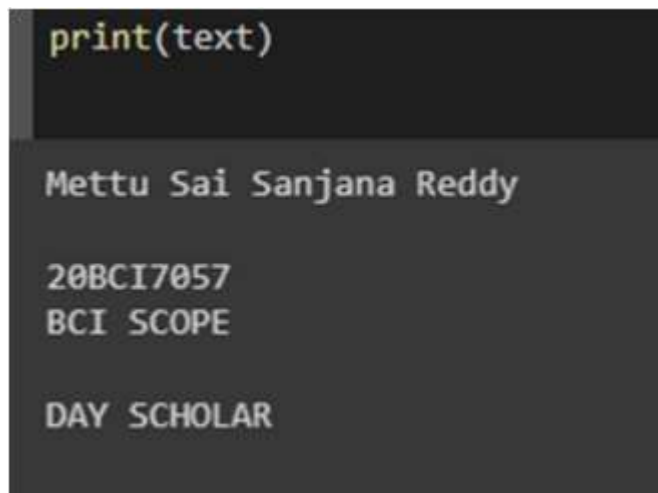 print(text)
Mettu Sai Sanjana Reddy
20BCI7057
BCI SCOPE
DAY SCHOLAR